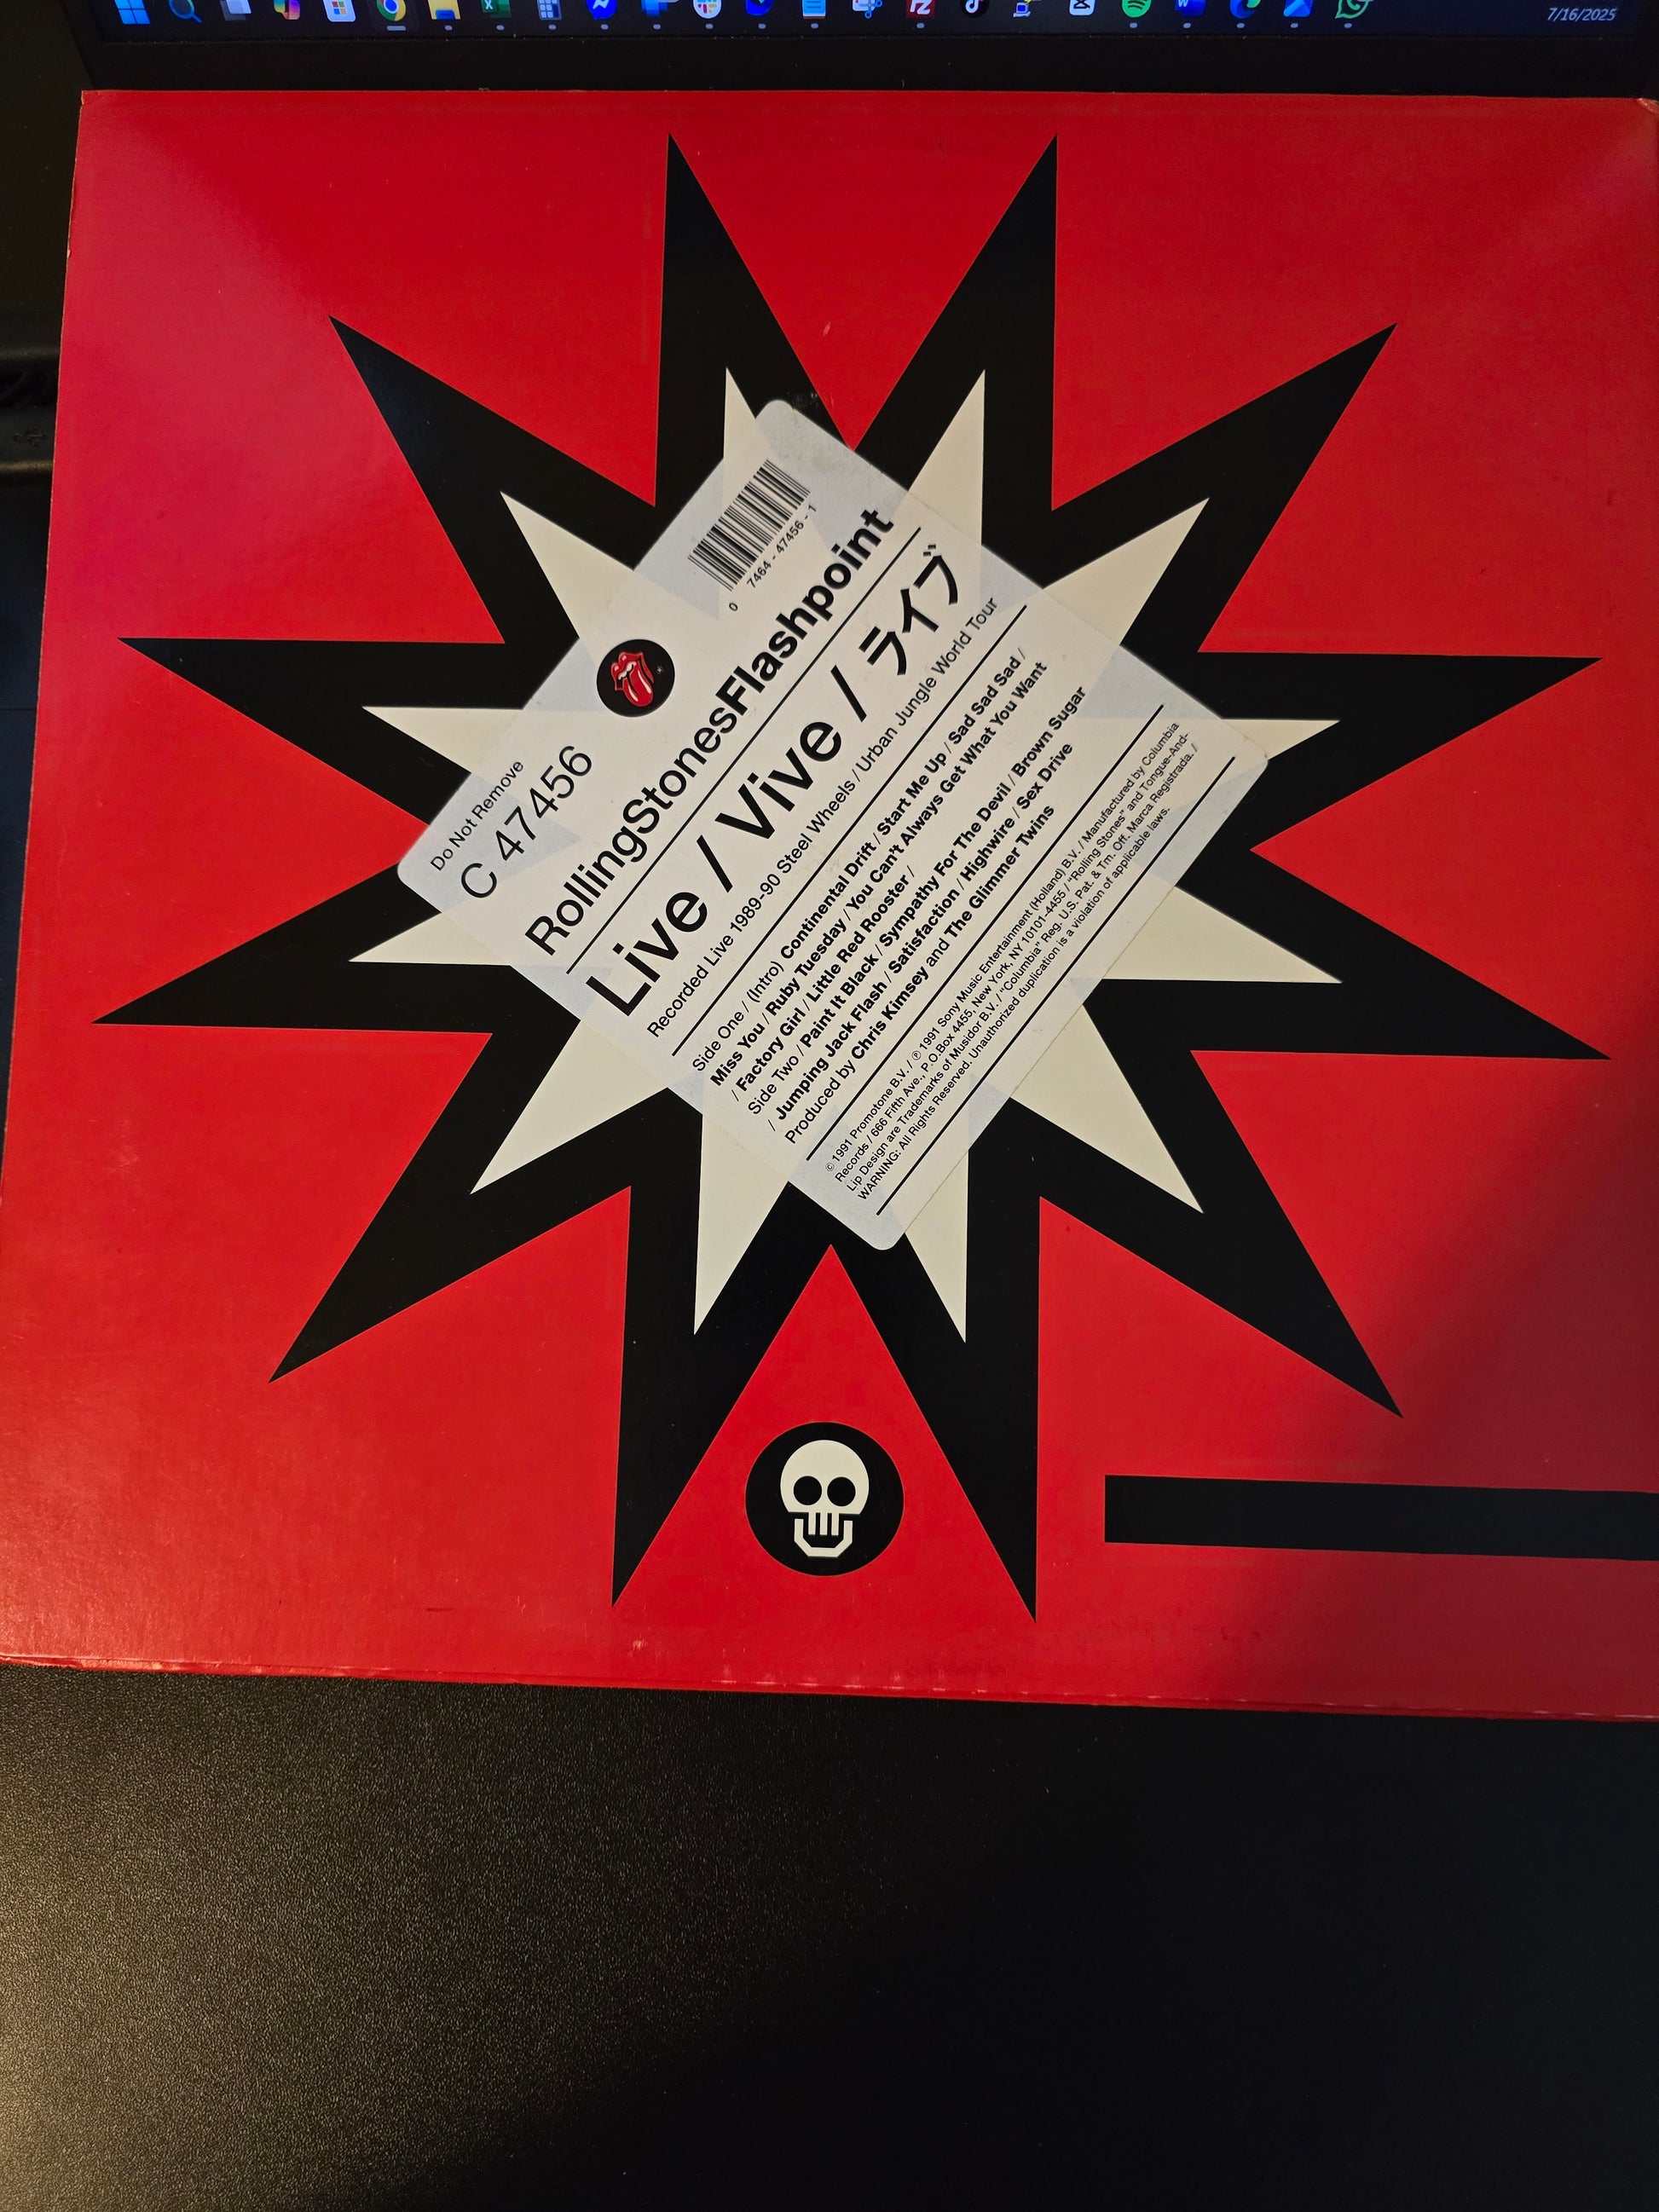 7/16/2025
0 7464-47456-1
Do Not Remove
C 47456
RollingStonesFlashpoint
Live / Vive / ライブ
Recorded Live 1989-90 Steel Wheels / Urban Jungle World Tour
Side One / (Intro) Continental Drift / Start Me Up / Sad Sad Sad /
Miss You / Ruby Tuesday / You Can't Always Get What You Want
/ Factory Girl / Little Red Rooster /
Side Two / Paint It Black / Sympathy For The Devil / Brown Sugar
/ Jumping Jack Flash / Satisfaction / Highwire / Sex Drive
Produced by Chris Kimsey and The Glimmer Twins
© 1991 Promotone B.V. / ℗ 1991 Sony Music Entertainment (Holland) B.V. / Manufactured by Columbia
Records / 666 Fifth Ave., P.O.Box 4455, New York, NY 10101-4455 / "Rolling Stones" and Tongue-And-
Lip Design are Trademarks of Musidor B.V. / "Columbia" Reg. U.S. Pat. & Tm. Off. Marca Registrada. /
WARNING: All Rights Reserved. Unauthorized duplication is a violation of applicable laws.